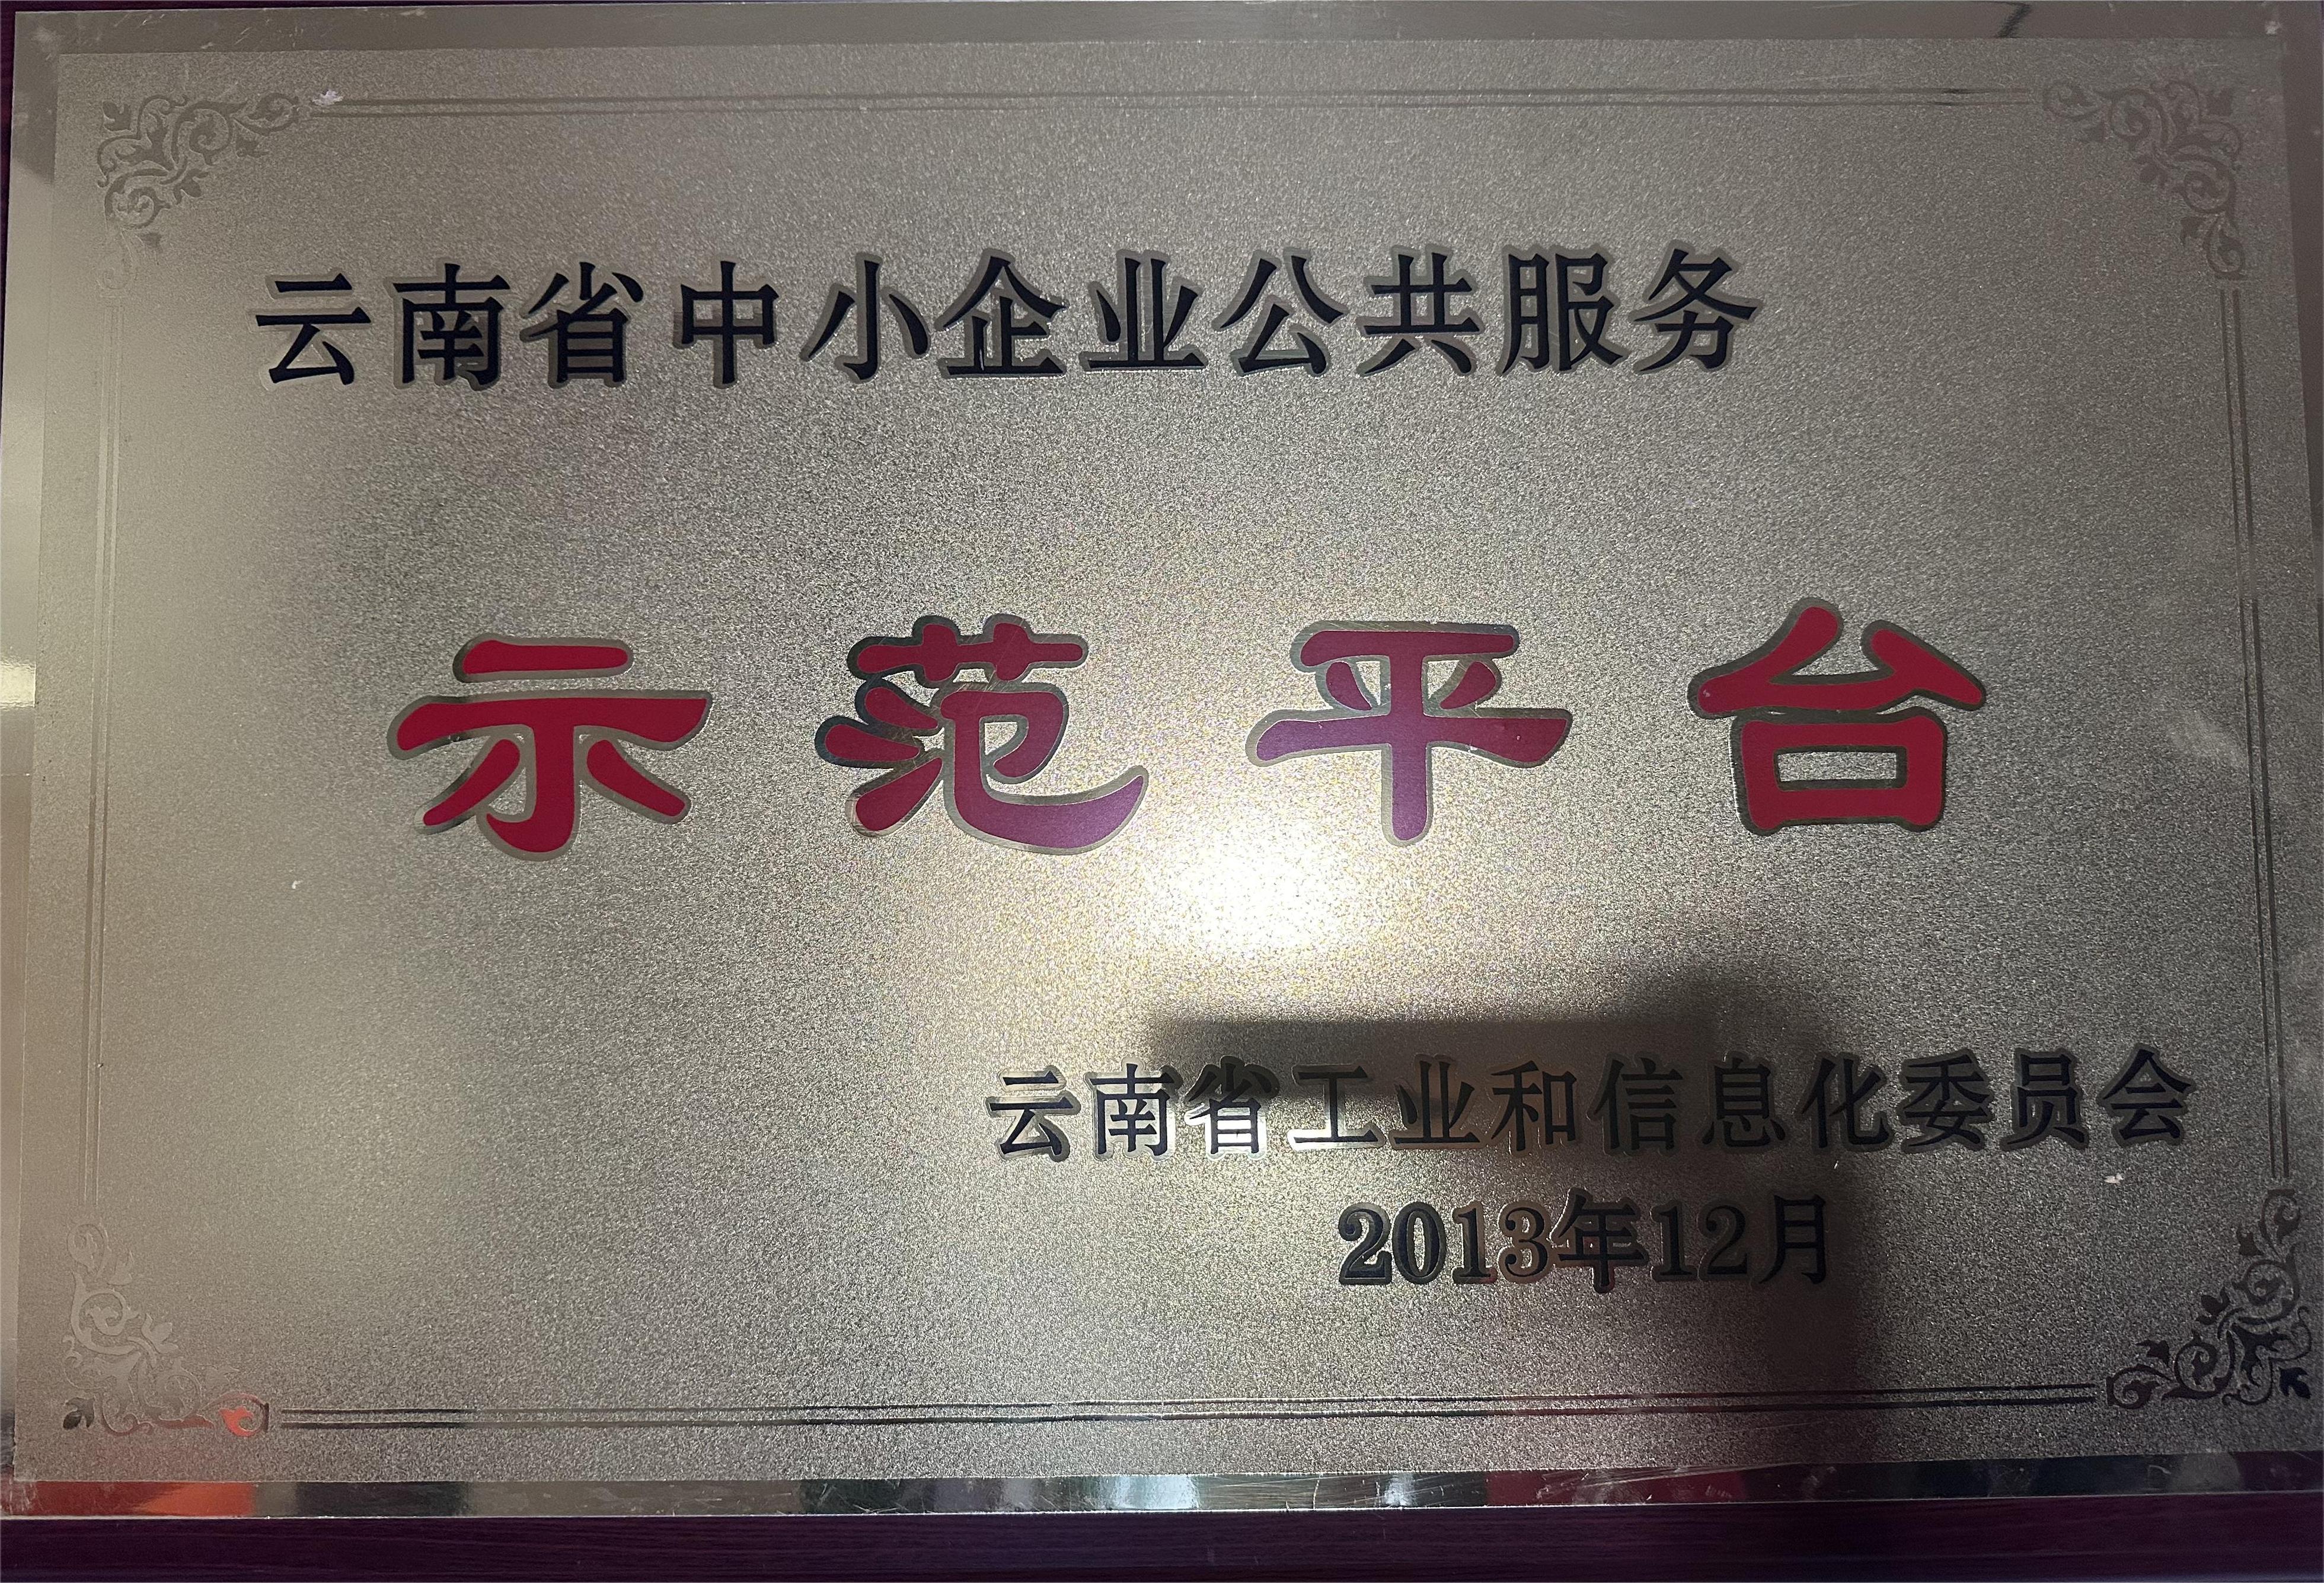 云南省中小企业公共服务
示范平台
云南省工业和信息化委员会
2013年12月